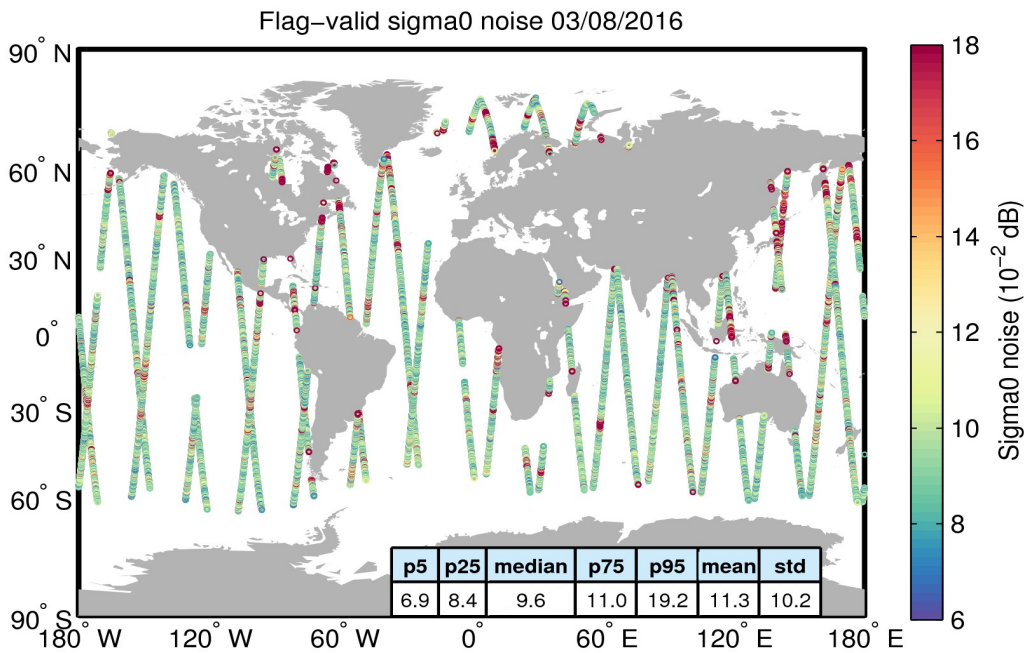 Flag−valid sigma0 noise 03/08/2016
90° N
60° N
30° N
0°
30° S
60° S
90° S
180° W
120° W
60° W
0°
60° E
120° E
180° E
p5 p25 median p75 p95 mean std
6.9 8.4 9.6 11.0 19.2 11.3 10.2
18
16
14
12
10
8
6
Sigma0 noise (10⁻² dB)